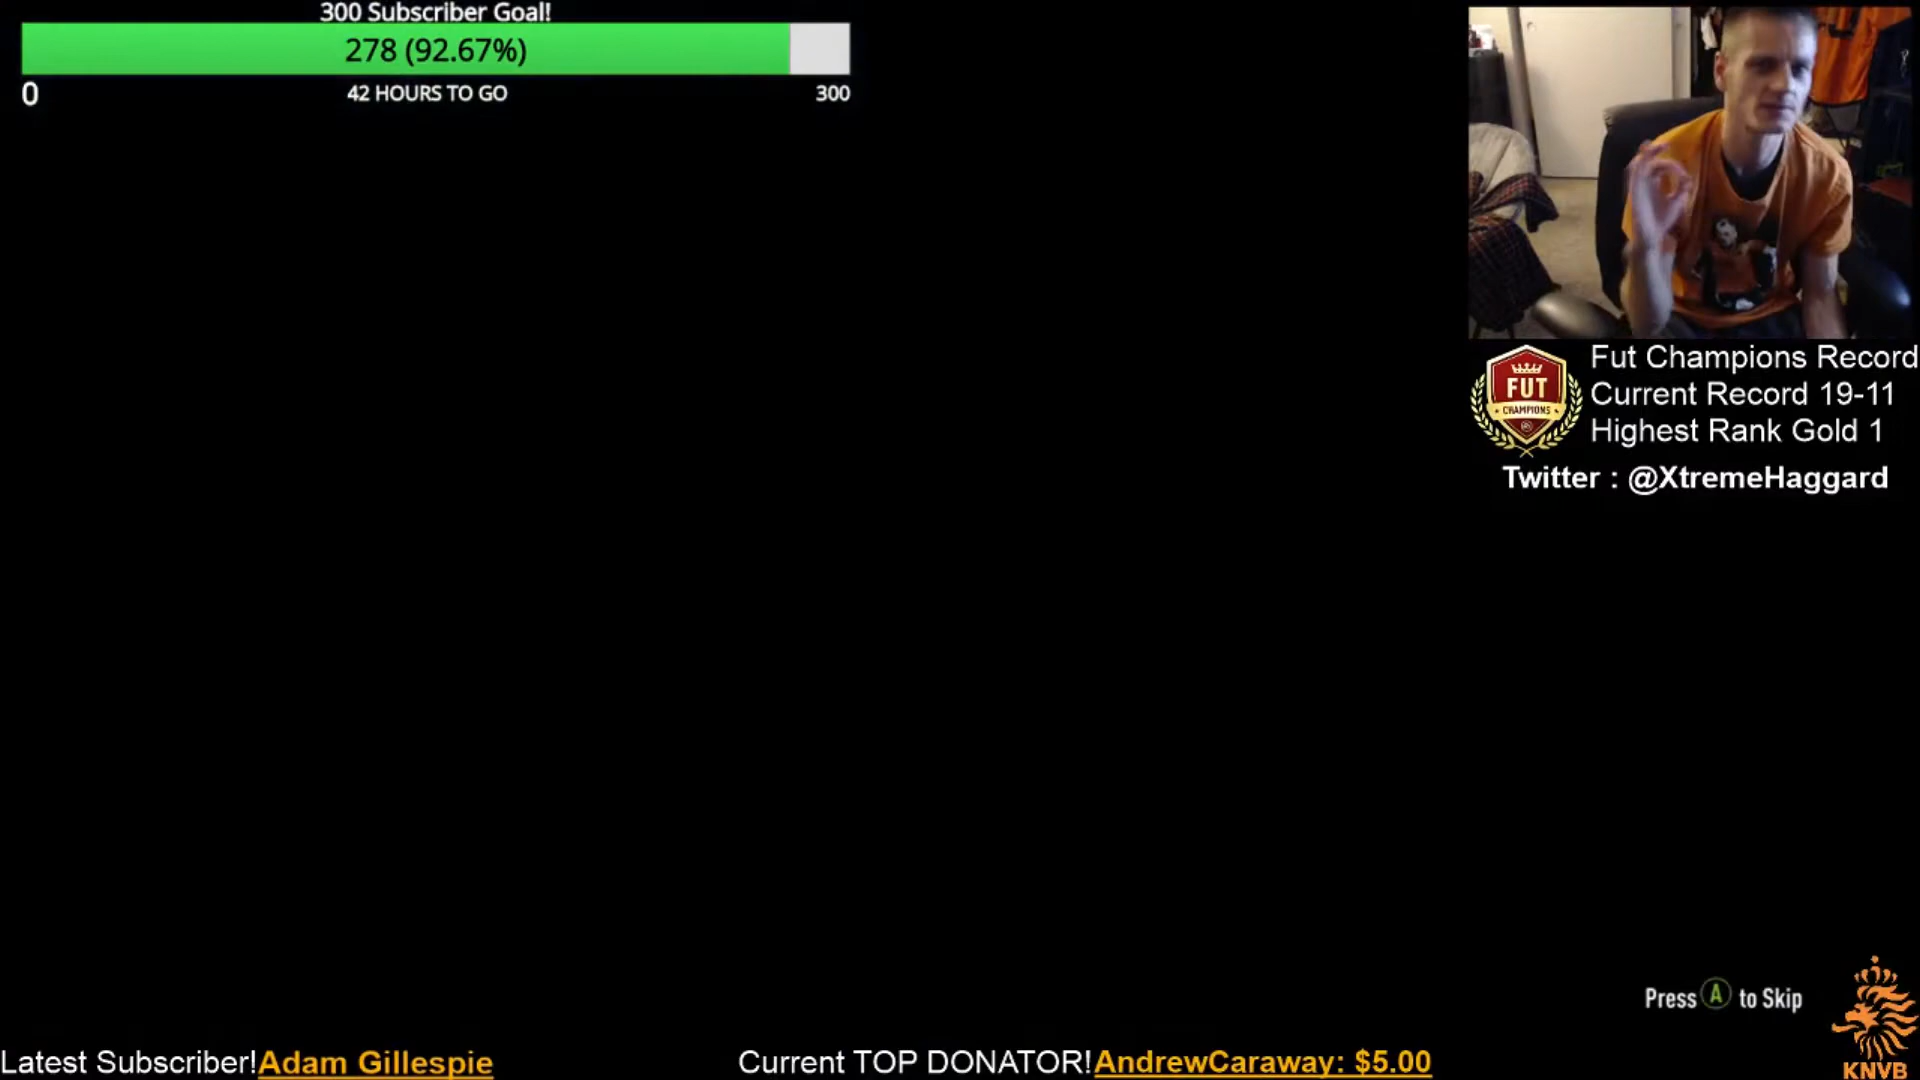 300 Subscriber Goal!
278 (92.67%)
0 42 HOURS TO GO 300
FUT
CHAMPIONS
Fut Champions Record
Current Record 19-11
Highest Rank Gold 1
Twitter : @XtremeHaggard
Press A to Skip
KNVB
Latest Subscriber!Adam Gillespie
Current TOP DONATOR!AndrewCaraway: $5.00